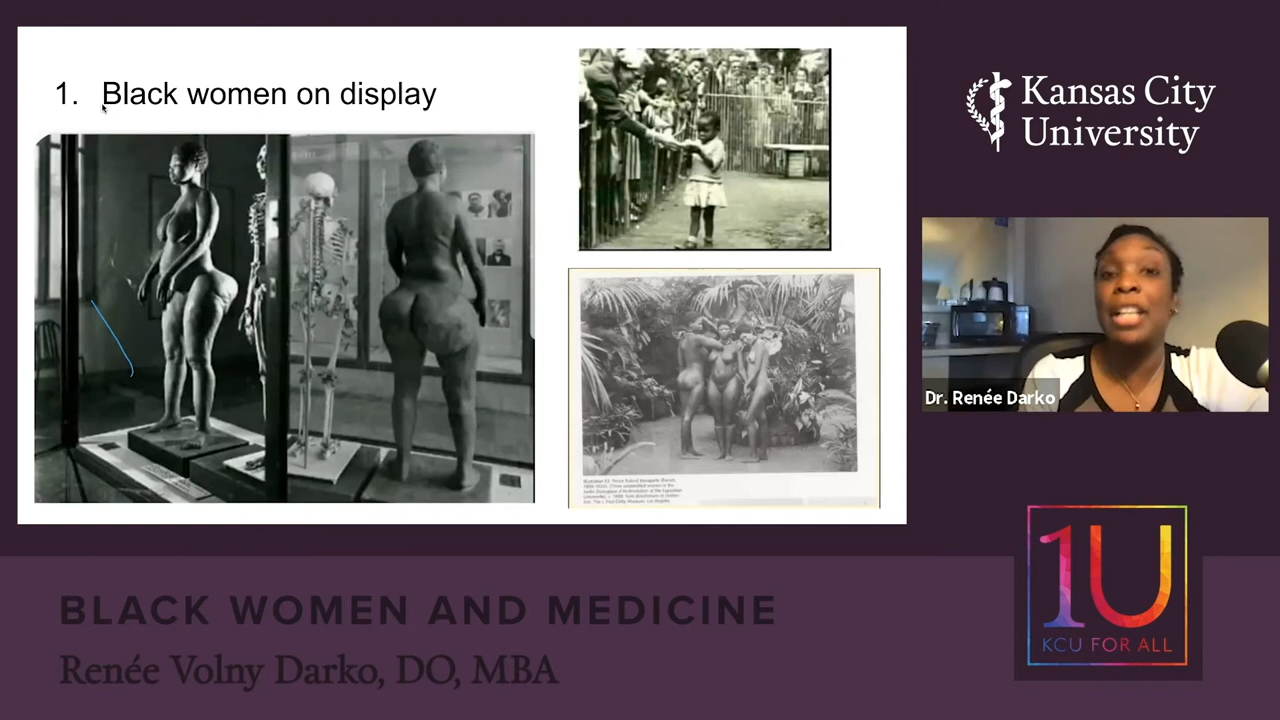 1. Black women on display
Kansas City
University
Dr. Renée Darko
1U
KCU FOR ALL
BLACK WOMEN AND MEDICINE
Renée Volny Darko, DO, MBA